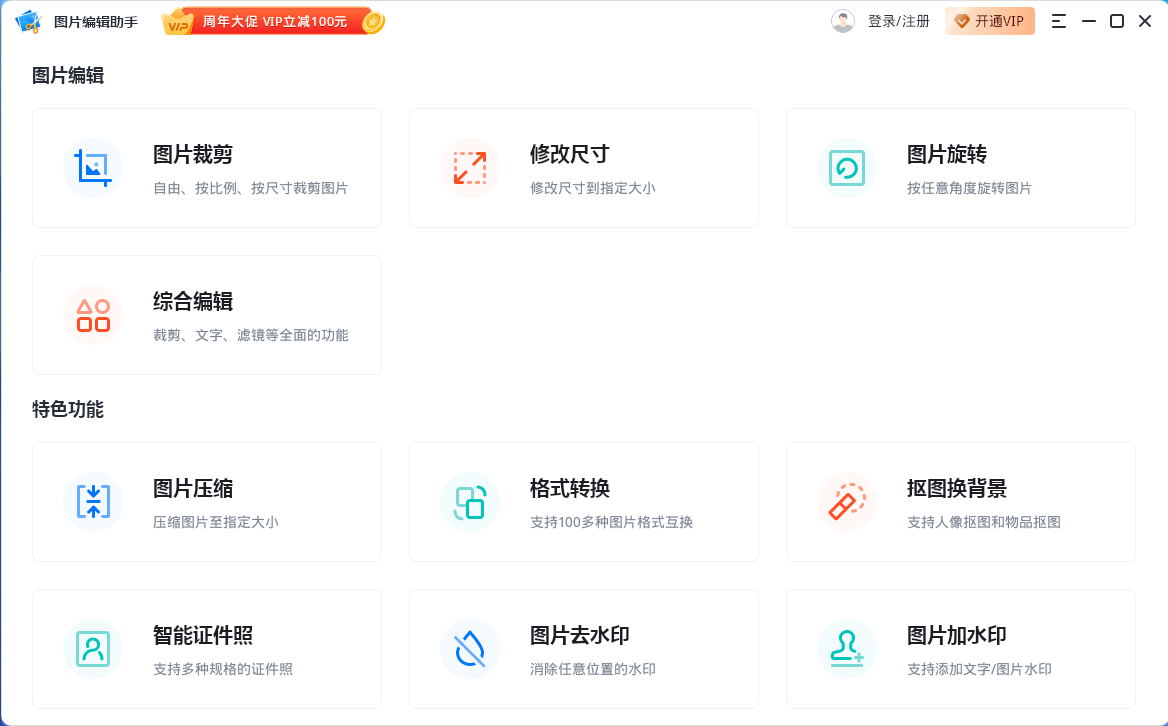 图片编辑助手
VIP 周年大促 VIP立减100元
登录/注册
开通VIP
图片编辑
图片裁剪
自由、按比例、按尺寸裁剪图片
修改尺寸
修改尺寸到指定大小
图片旋转
按任意角度旋转图片
综合编辑
裁剪、文字、滤镜等全面的功能
特色功能
图片压缩
压缩图片至指定大小
格式转换
支持100多种图片格式互换
抠图换背景
支持人像抠图和物品抠图
智能证件照
支持多种规格的证件照
图片去水印
消除任意位置的水印
图片加水印
支持添加文字/图片水印